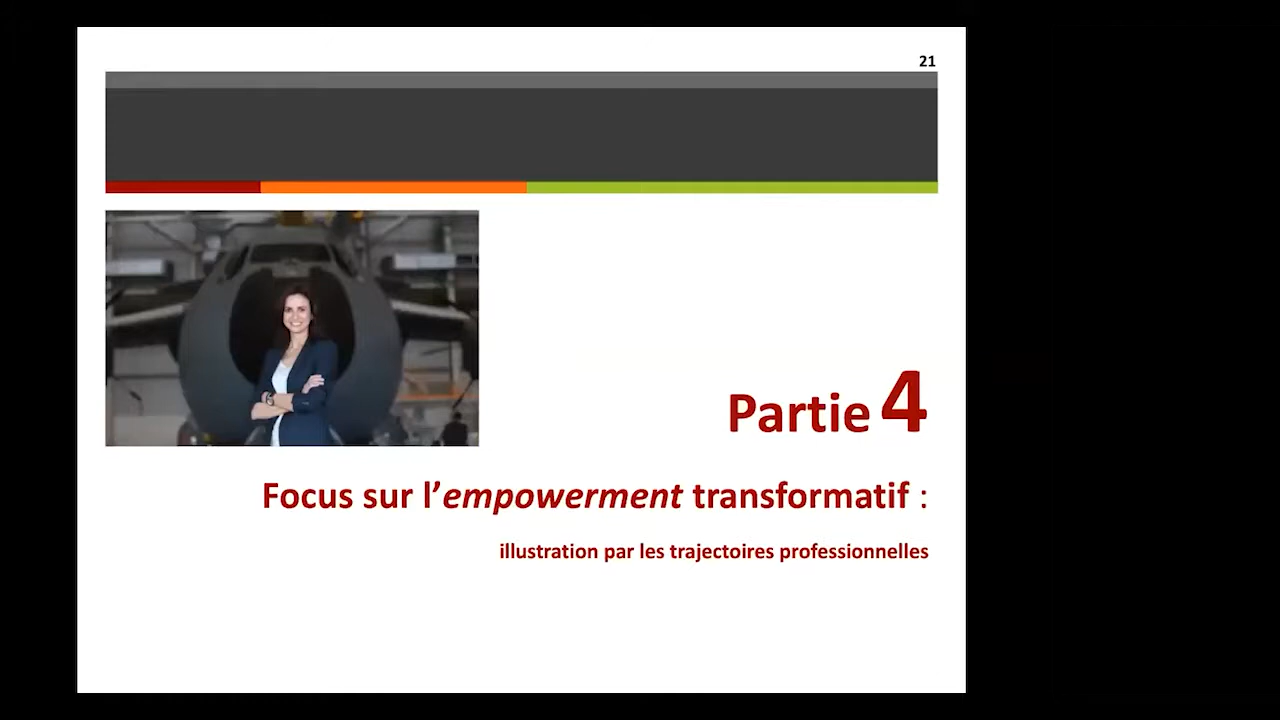 21
Partie 4
Focus sur l’empowerment transformatif :
illustration par les trajectoires professionnelles